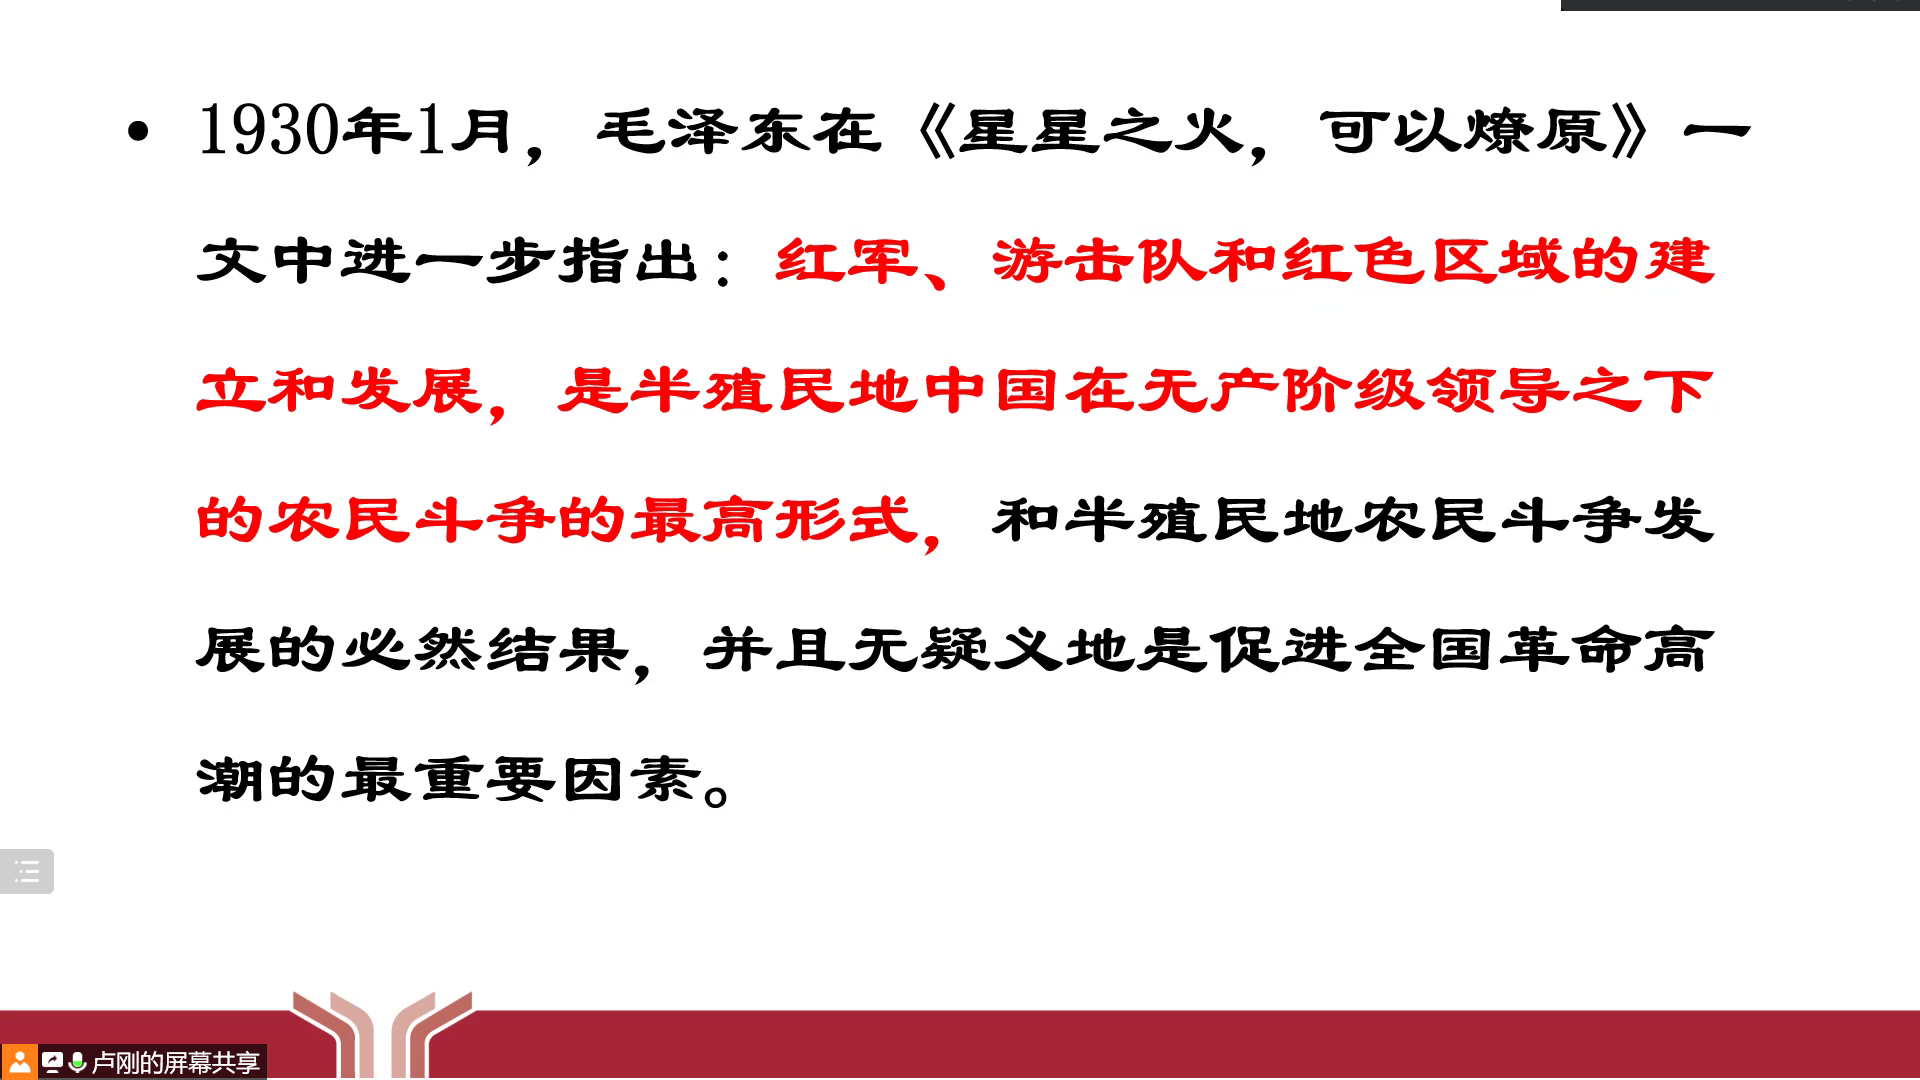 • 1930年1月，毛泽东在《星星之火，可以燎原》一
文中进一步指出：红军、游击队和红色区域的建
立和发展，是半殖民地中国在无产阶级领导之下
的农民斗争的最高形式，和半殖民地农民斗争发
展的必然结果，并且无疑义地是促进全国革命高
潮的最重要因素。
卢刚的屏幕共享